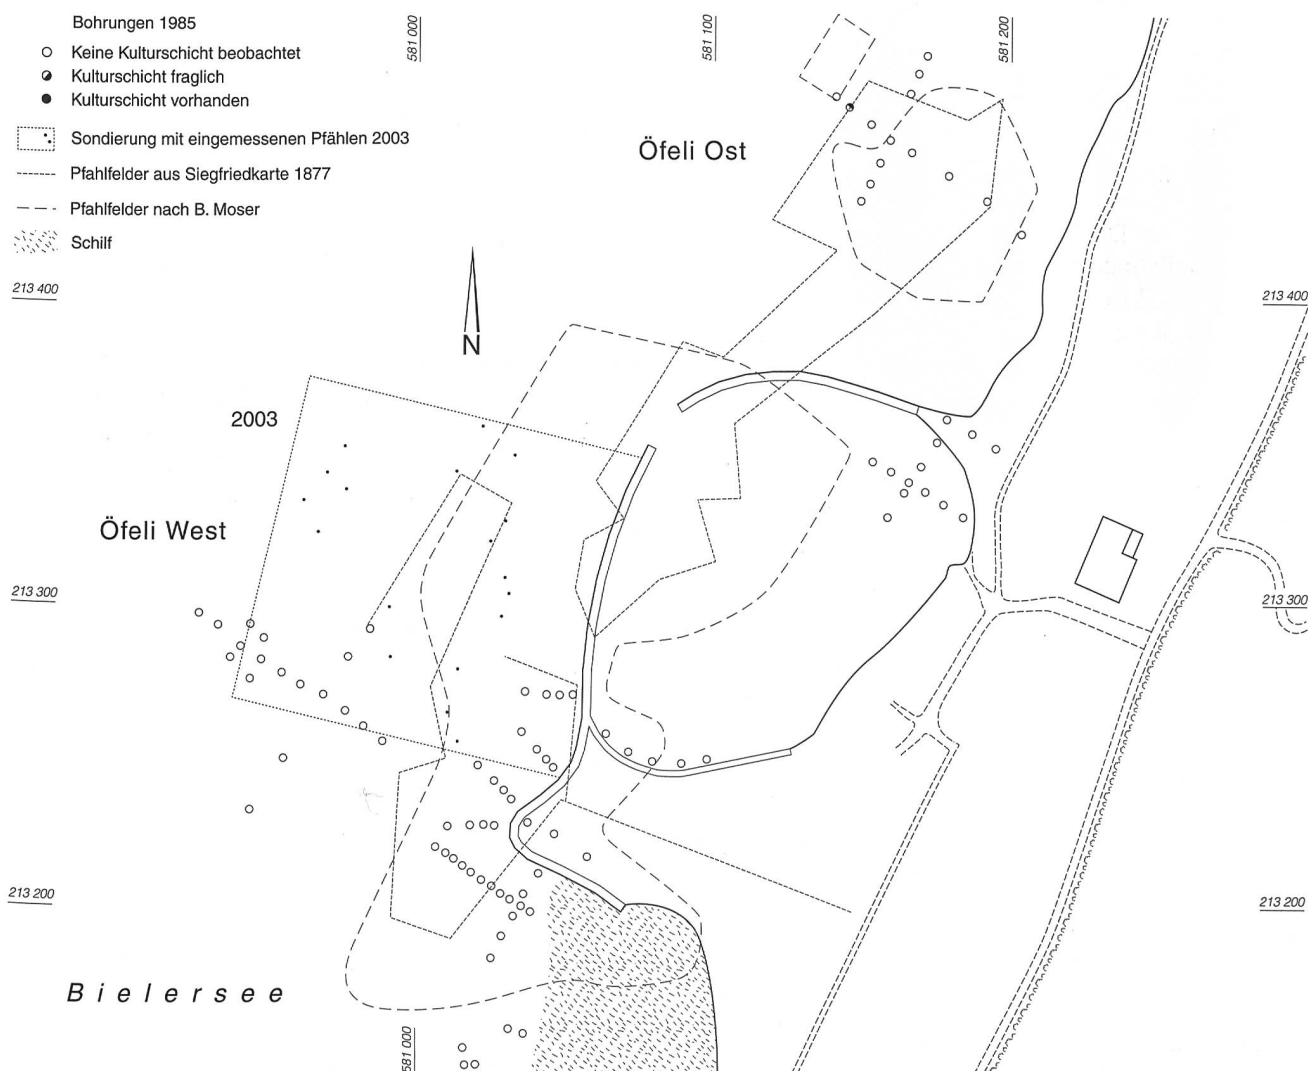 Bohrungen 1985
Keine Kulturschicht beobachtet
Kulturschicht fraglich
Kulturschicht vorhanden
Sondierung mit eingemessenen Pfählen 2003
Pfahlfelder aus Siegfriedkarte 1877
Pfahlfelder nach B. Moser
Schilf
581 000
581 100
581 200
Öfeli Ost
213 400
213 400
N
2003
Öfeli West
213 300
213 300
213 200
213 200
Bielersee
581 000